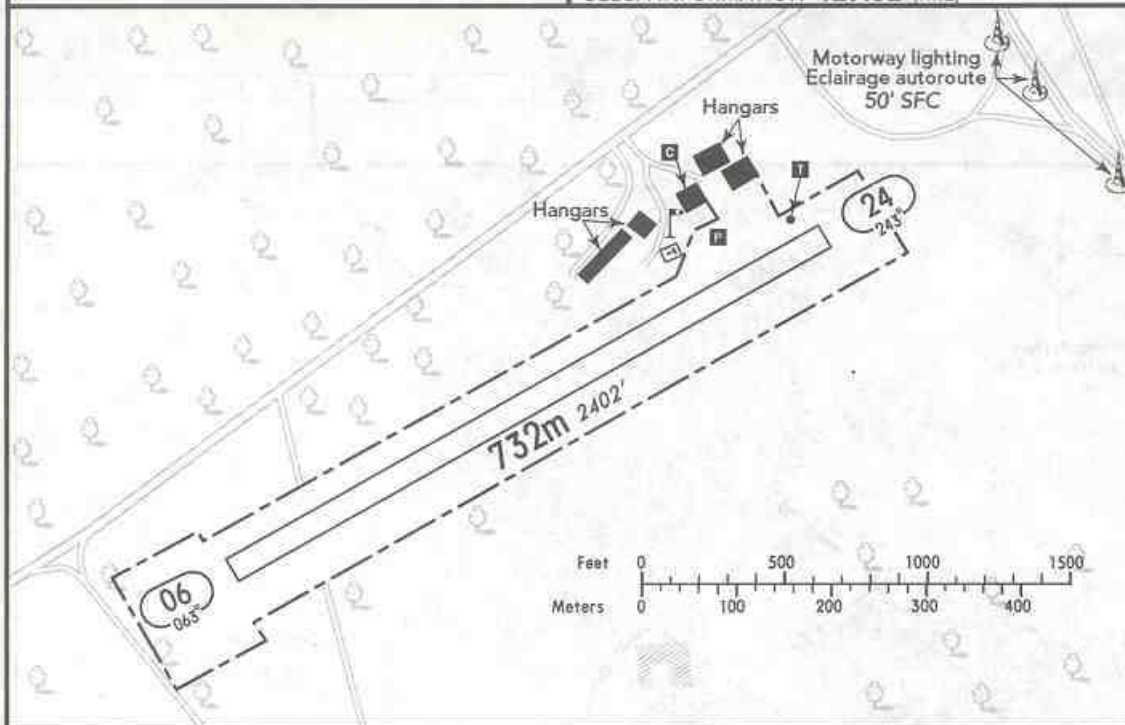 Motorway lighting
Eclairage autoroute
50' SFC
Hangars
C
T
24
243°
Hangars
P
T
732m 2402'
06
063°
Feet 0 500 1000 1500
Meters 0 100 200 300 400